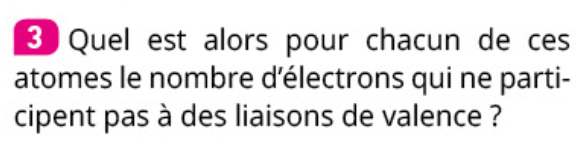 3 Quel est alors pour chacun de ces
atomes le nombre d'électrons qui ne parti-
cipent pas à des liaisons de valence ?